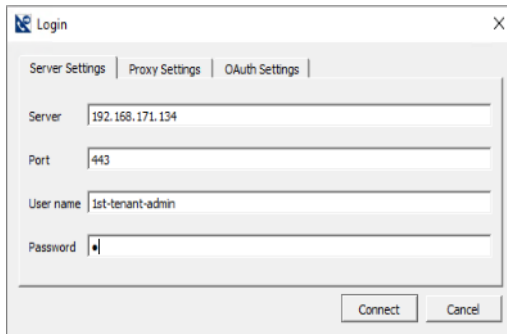 Login
Server Settings Proxy Settings OAuth Settings
Server 192.168.171.134
Port 443
User name 1st-tenant-admin
Password •
Connect Cancel